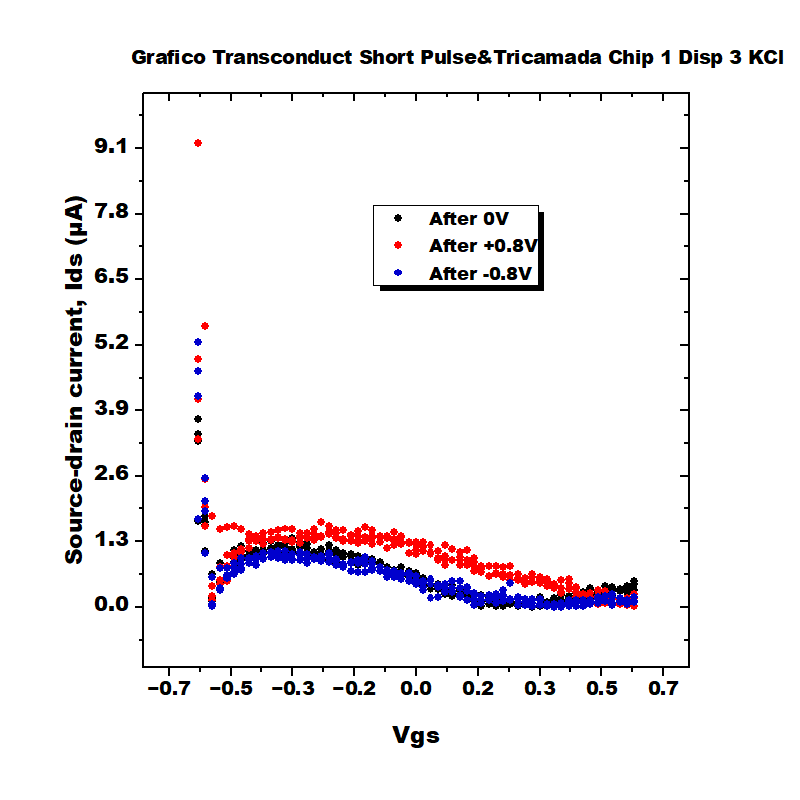 Grafico Transconduct Short Pulse&Tricamada Chip 1 Disp 3 KCl
9.1
7.8
6.5
5.2
3.9
2.6
1.3
0.0
Source-drain current, Ids (µA)
After 0V
After +0.8V
After -0.8V
−0.7 −0.5 −0.3 −0.2 0.0 0.2 0.3 0.5 0.7
Vgs